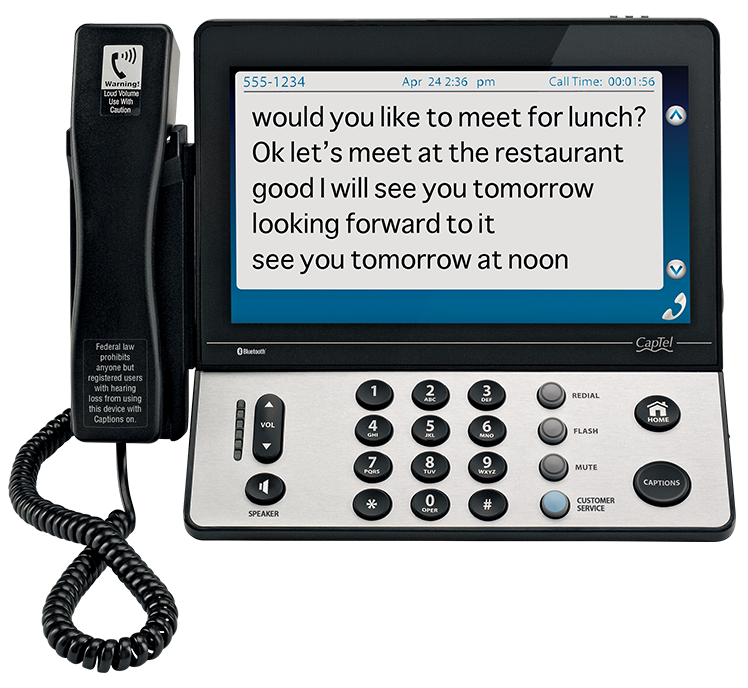 Warning!
Loud Volume
Use With
Caution
555-1234 Apr 24 2:36 pm Call Time: 00:01:56
would you like to meet for lunch?
Ok let's meet at the restaurant
good I will see you tomorrow
looking forward to it
see you tomorrow at noon
Bluetooth
CapTel
Federal law
prohibits
anyone but
registered users
with hearing
loss from using
this device with
Captions on.
VOL
SPEAKER
1 2 ABC 3 DEF
4 GHI 5 JKL 6 MNO
7 PQRS 8 TUV 9 WXYZ
* 0 OPER #
REDIAL
FLASH
MUTE
CUSTOMER
SERVICE
HOME
CAPTIONS